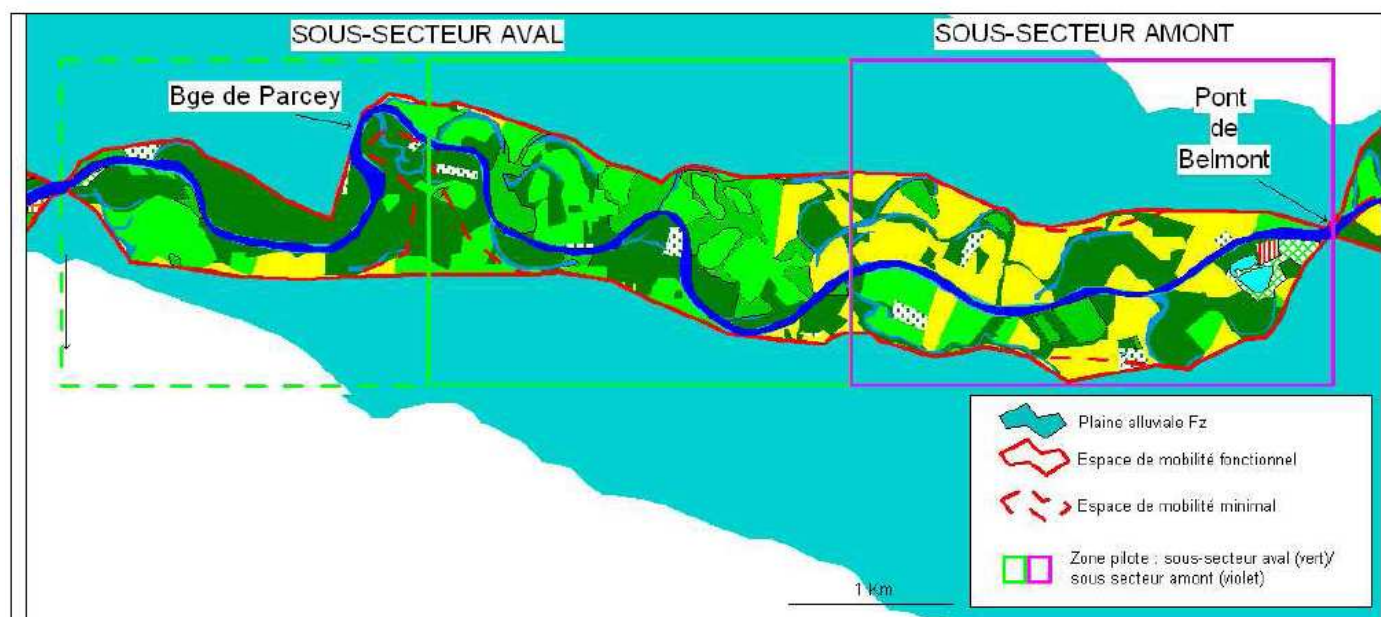 SOUS-SECTEUR AVAL
SOUS-SECTEUR AMONT
Bge de Parcey
Pont
de
Belmont
Plaine alluviale Fz
Espace de mobilité fonctionnel
Espace de mobilité minimal
Zone pilote : sous-secteur aval (vert)/
sous secteur amont (violet)
1 Km